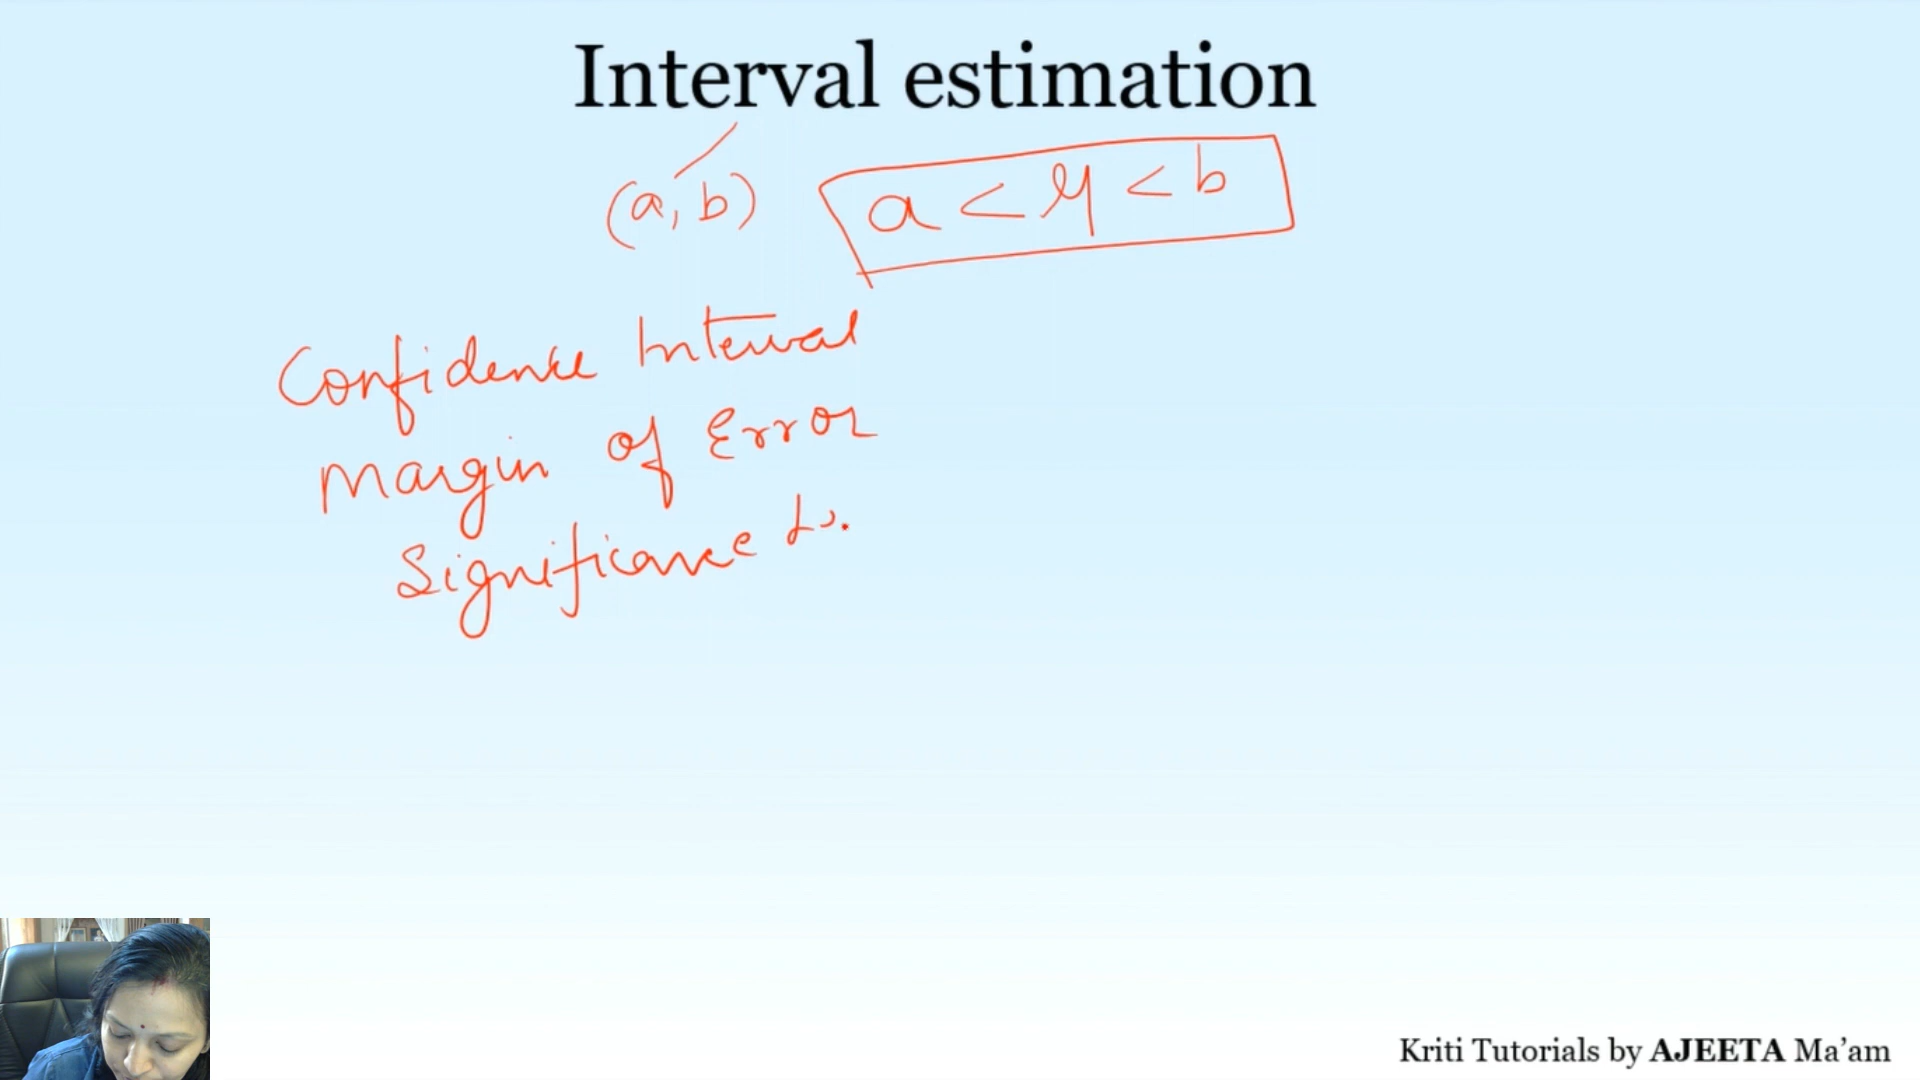 Interval estimation
(a, b) a < μ < b
Confidence Interval
Margin of Error
Significance
Kriti Tutorials by AJEETA Ma’am